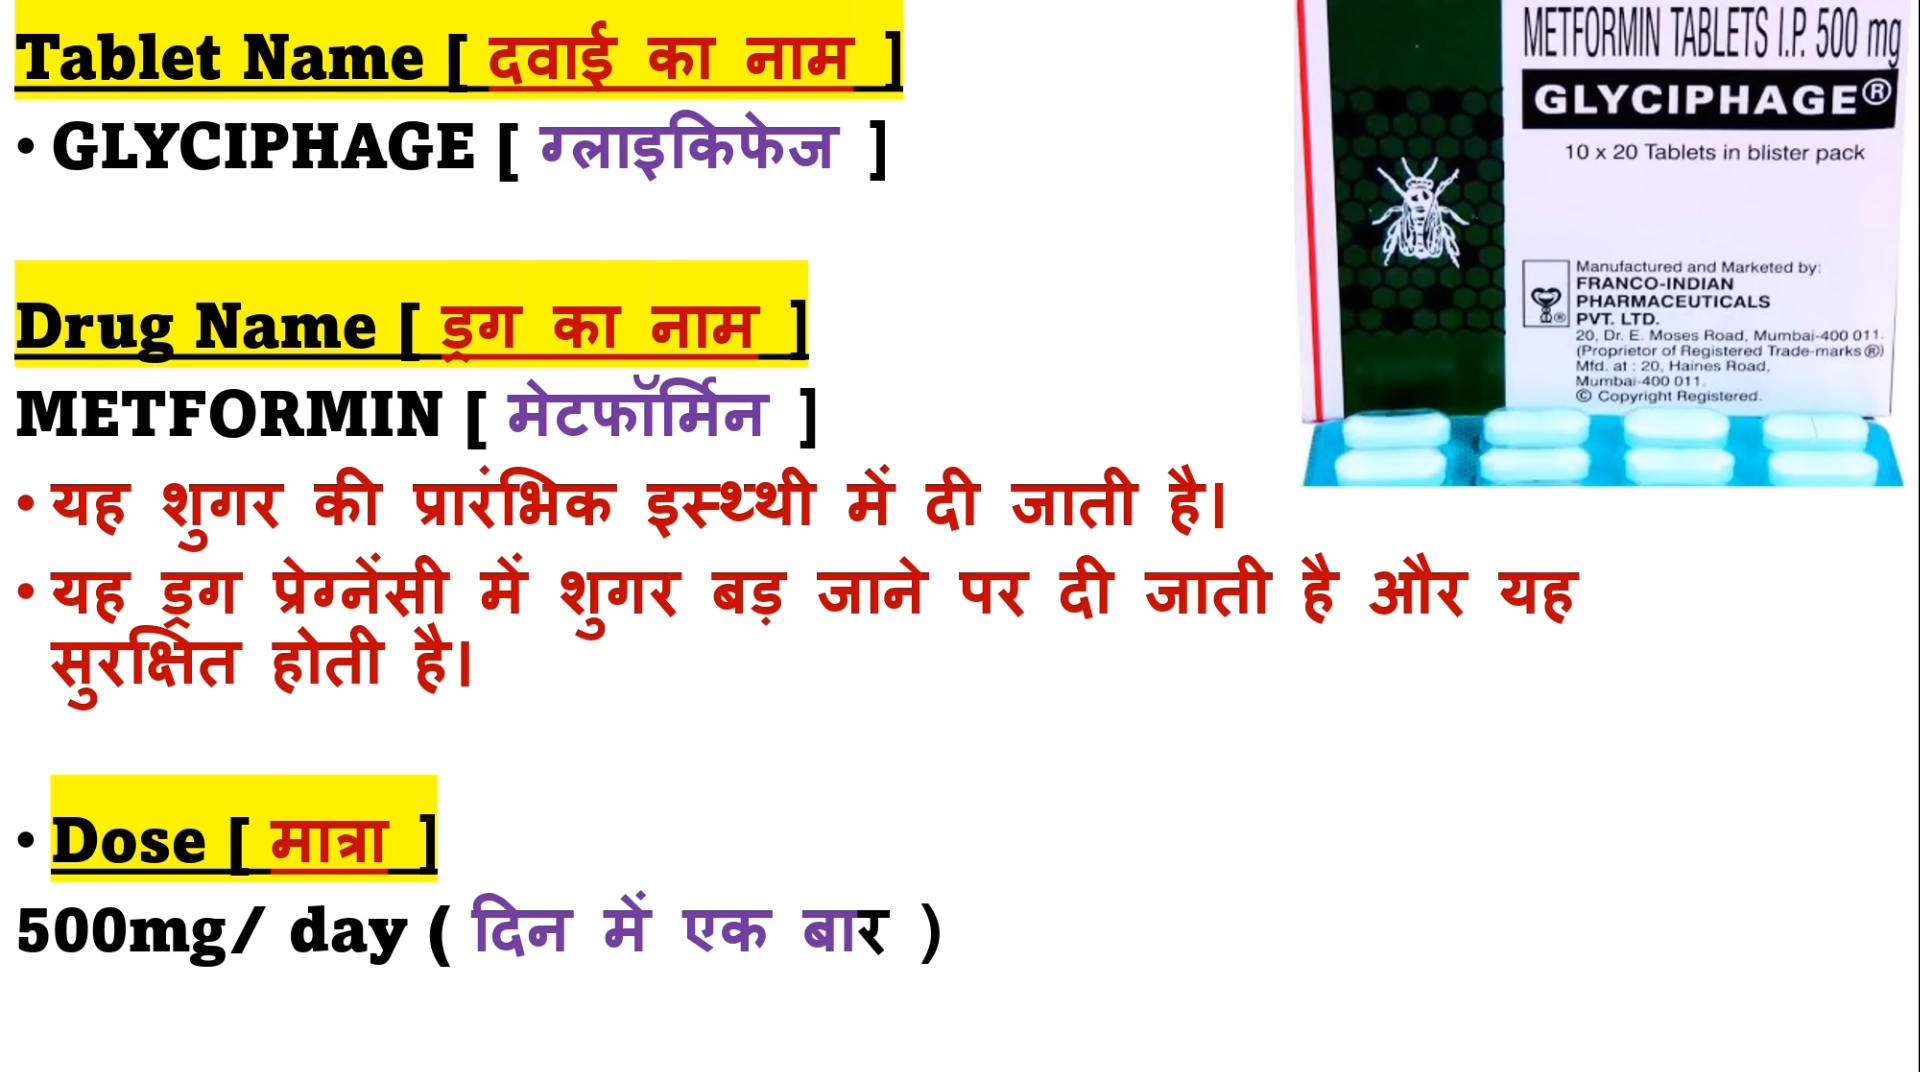 Tablet Name [ दवाई का नाम ]
• GLYCIPHAGE [ ग्लाइकिफेज ]
Drug Name [ ड्रग का नाम ]
METFORMIN [ मेटफॉर्मिन ]
• यह शुगर की प्रारंभिक इस्थ्थी में दी जाती है।
• यह ड्रग प्रेग्नेंसी में शुगर बड़ जाने पर दी जाती है और यह
सुरक्षित होती है।
• Dose [ मात्रा ]
500mg/ day ( दिन में एक बार )
METFORMIN TABLETS I.P. 500 mg
GLYCIPHAGE®
10 x 20 Tablets in blister pack
Manufactured and Marketed by:
FRANCO-INDIAN
PHARMACEUTICALS
PVT. LTD.
20, Dr. E. Moses Road, Mumbai-400 011.
(Proprietor of Registered Trade-marks ®)
Mfd. at : 20, Haines Road,
Mumbai-400 011.
© Copyright Registered.
®